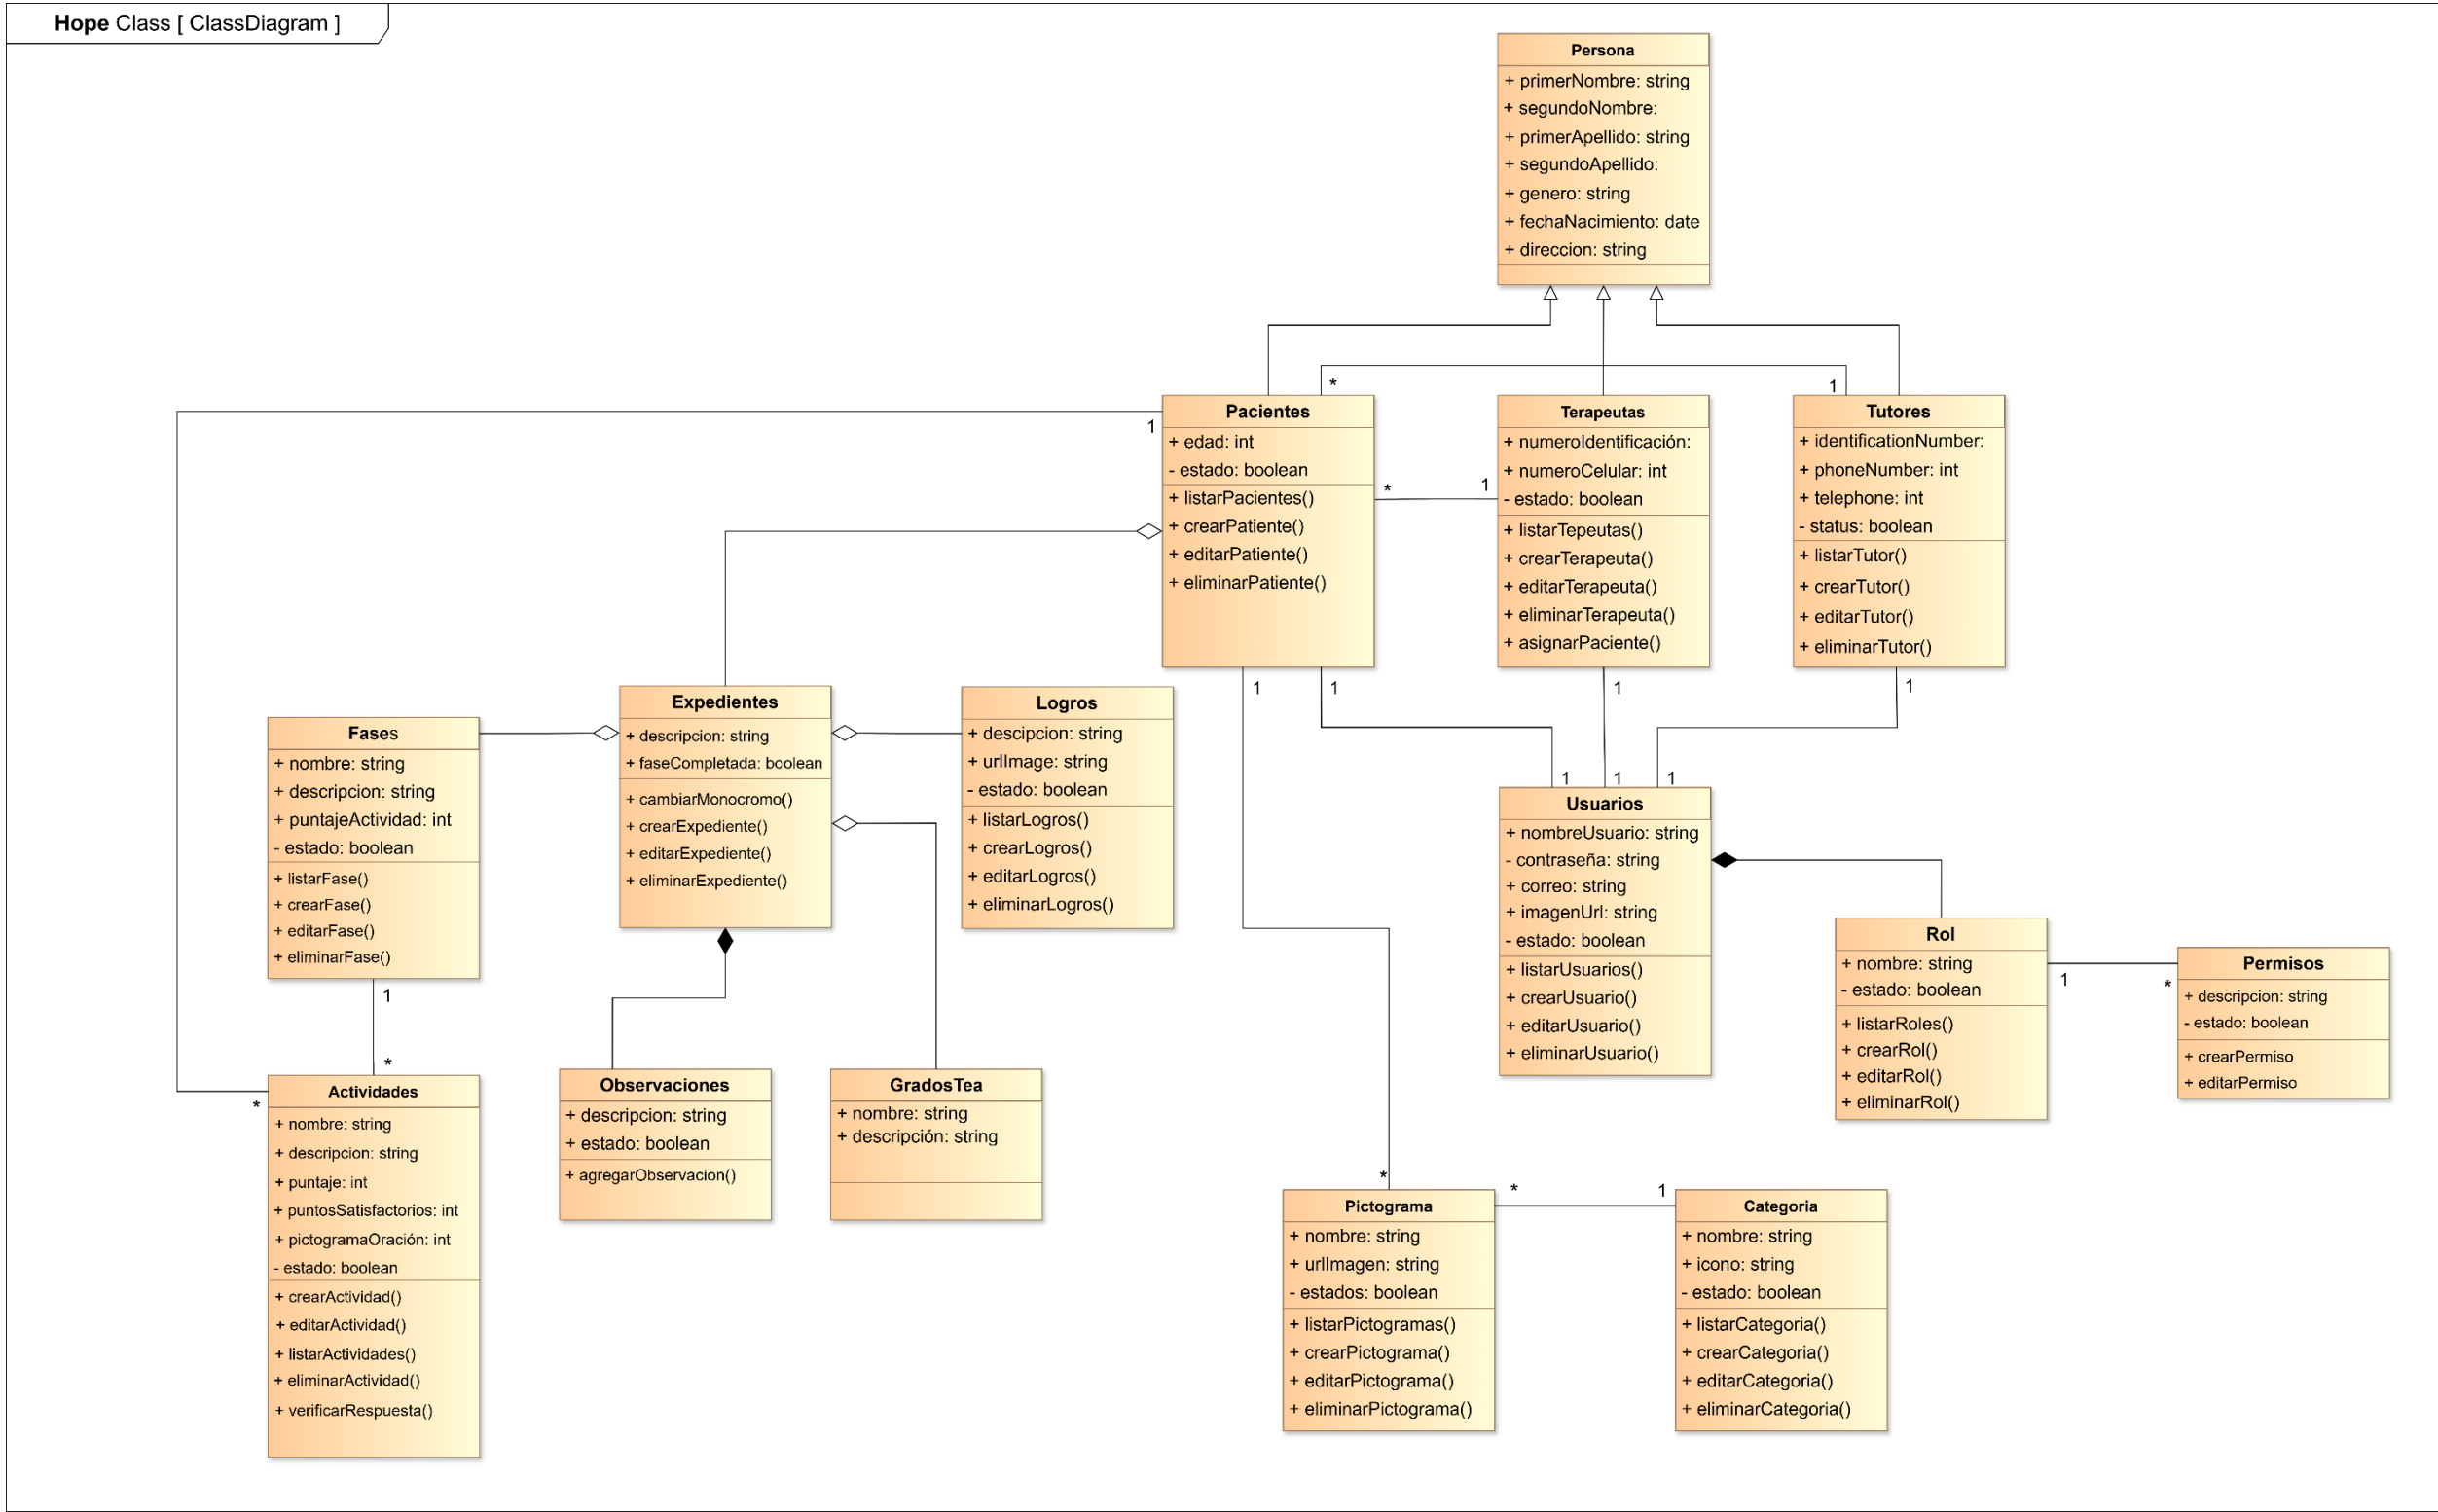 Hope Class [ ClassDiagram ]
Persona
+ primerNombre: string
+ segundoNombre:
+ primerApellido: string
+ segundoApellido:
+ genero: string
+ fechaNacimiento: date
+ direccion: string
*
1
Pacientes
+ edad: int
- estado: boolean
+ listarPacientes()
+ crearPatiente()
+ editarPatiente()
+ eliminarPatiente()
1
*
1
Terapeutas
+ numeroIdentificación:
+ numeroCelular: int
- estado: boolean
+ listarTepeutas()
+ crearTerapeuta()
+ editarTerapeuta()
+ eliminarTerapeuta()
+ asignarPaciente()
Tutores
+ identificationNumber:
+ phoneNumber: int
+ telephone: int
- status: boolean
+ listarTutor()
+ crearTutor()
+ editarTutor()
+ eliminarTutor()
1
1
1
1
Expedientes
+ descripcion: string
+ faseCompletada: boolean
+ cambiarMonocromo()
+ crearExpediente()
+ editarExpediente()
+ eliminarExpediente()
Logros
+ descipcion: string
+ urlImage: string
- estado: boolean
+ listarLogros()
+ crearLogros()
+ editarLogros()
+ eliminarLogros()
Fases
+ nombre: string
+ descripcion: string
+ puntajeActividad: int
- estado: boolean
+ listarFase()
+ crearFase()
+ editarFase()
+ eliminarFase()
1
*
1
1
1
Usuarios
+ nombreUsuario: string
- contraseña: string
+ correo: string
+ imagenUrl: string
- estado: boolean
+ listarUsuarios()
+ crearUsuario()
+ editarUsuario()
+ eliminarUsuario()
Rol
+ nombre: string
- estado: boolean
+ listarRoles()
+ crearRol()
+ editarRol()
+ eliminarRol()
1
*
Permisos
+ descripcion: string
- estado: boolean
+ crearPermiso
+ editarPermiso
*
Actividades
+ nombre: string
+ descripcion: string
+ puntaje: int
+ puntosSatisfactorios: int
+ pictogramaOración: int
- estado: boolean
+ crearActividad()
+ editarActividad()
+ listarActividades()
+ eliminarActividad()
+ verificarRespuesta()
Observaciones
+ descripcion: string
+ estado: boolean
+ agregarObservacion()
GradosTea
+ nombre: string
+ descripción: string
*
*
1
Pictograma
+ nombre: string
+ urlImagen: string
- estados: boolean
+ listarPictogramas()
+ crearPictograma()
+ editarPictograma()
+ eliminarPictograma()
Categoria
+ nombre: string
+ icono: string
- estado: boolean
+ listarCategoria()
+ crearCategoria()
+ editarCategoria()
+ eliminarCategoria()